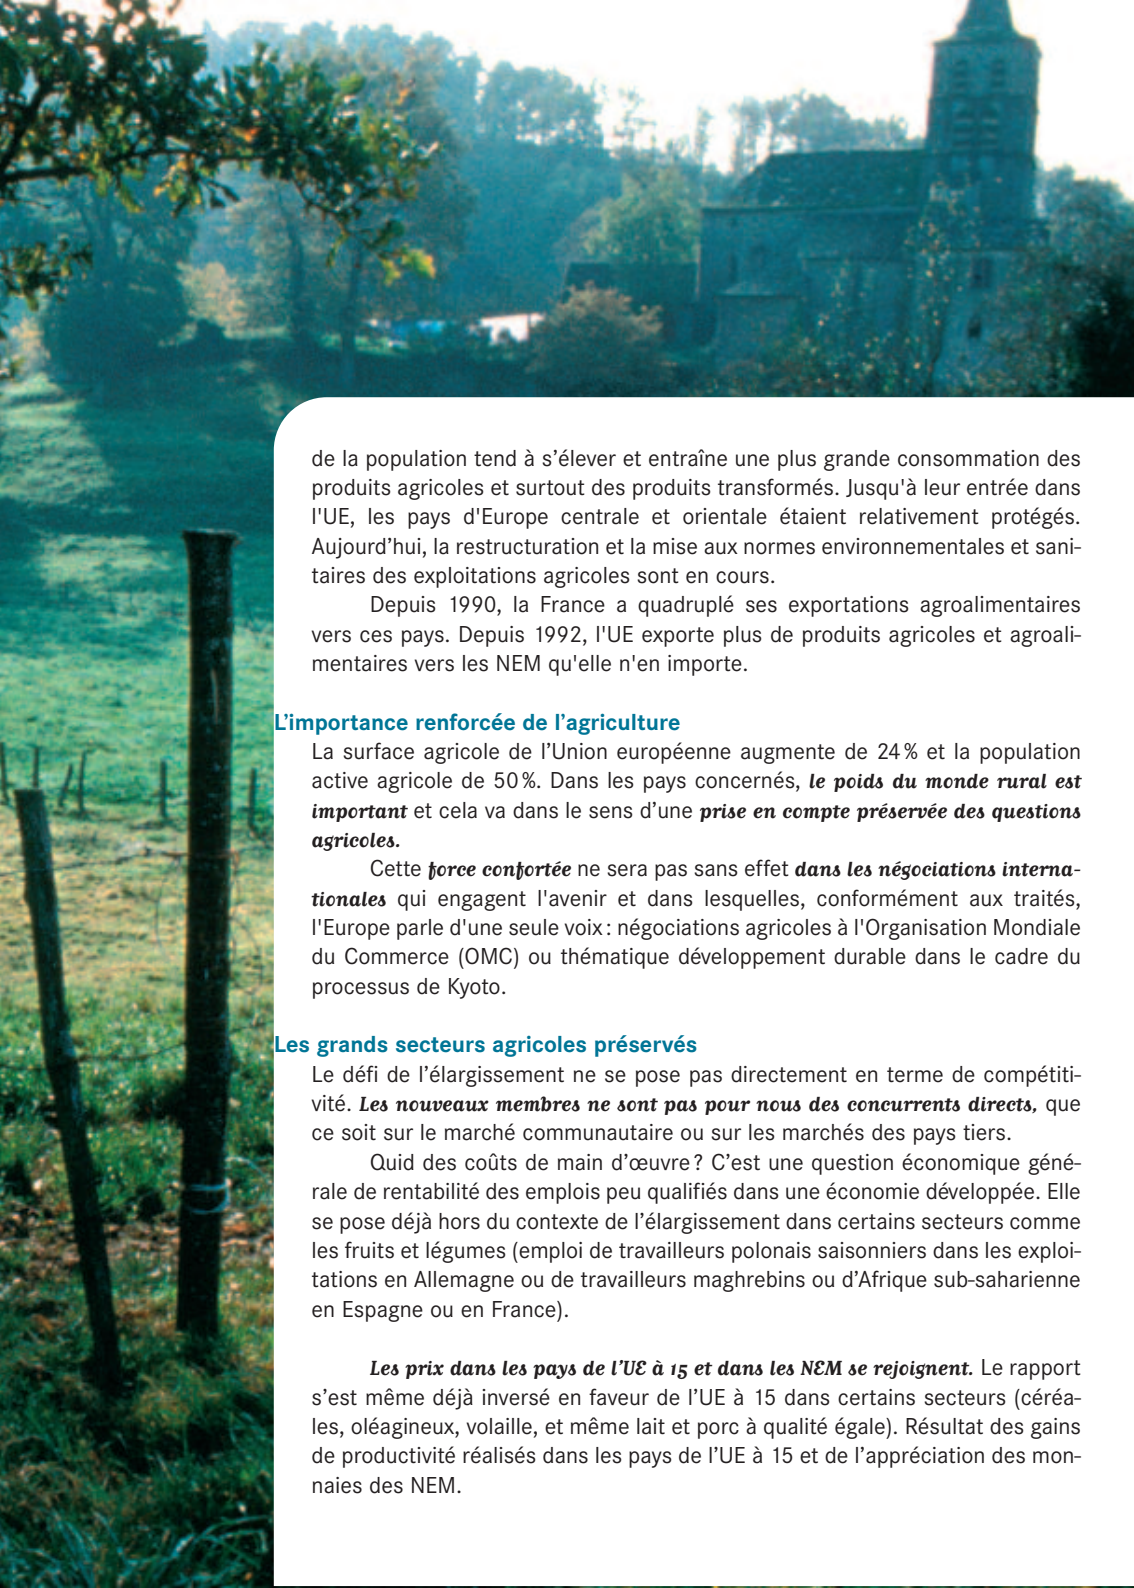 de la population tend à s’élever et entraîne une plus grande consommation des
produits agricoles et surtout des produits transformés. Jusqu'à leur entrée dans
l'UE, les pays d'Europe centrale et orientale étaient relativement protégés.
Aujourd’hui, la restructuration et la mise aux normes environnementales et sani-
taires des exploitations agricoles sont en cours.
Depuis 1990, la France a quadruplé ses exportations agroalimentaires
vers ces pays. Depuis 1992, l'UE exporte plus de produits agricoles et agroali-
mentaires vers les NEM qu'elle n'en importe.
L’importance renforcée de l’agriculture
La surface agricole de l’Union européenne augmente de 24 % et la population
active agricole de 50 %. Dans les pays concernés, le poids du monde rural est
important et cela va dans le sens d’une prise en compte préservée des questions
agricoles.
Cette force confortée ne sera pas sans effet dans les négociations interna-
tionales qui engagent l'avenir et dans lesquelles, conformément aux traités,
l'Europe parle d'une seule voix : négociations agricoles à l'Organisation Mondiale
du Commerce (OMC) ou thématique développement durable dans le cadre du
processus de Kyoto.
Les grands secteurs agricoles préservés
Le défi de l’élargissement ne se pose pas directement en terme de compétiti-
vité. Les nouveaux membres ne sont pas pour nous des concurrents directs, que
ce soit sur le marché communautaire ou sur les marchés des pays tiers.
Quid des coûts de main d’œuvre ? C’est une question économique géné-
rale de rentabilité des emplois peu qualifiés dans une économie développée. Elle
se pose déjà hors du contexte de l’élargissement dans certains secteurs comme
les fruits et légumes (emploi de travailleurs polonais saisonniers dans les exploi-
tations en Allemagne ou de travailleurs maghrebins ou d’Afrique sub-saharienne
en Espagne ou en France).
Les prix dans les pays de l’UE à 15 et dans les NEM se rejoignent. Le rapport
s’est même déjà inversé en faveur de l’UE à 15 dans certains secteurs (céréa-
les, oléagineux, volaille, et même lait et porc à qualité égale). Résultat des gains
de productivité réalisés dans les pays de l’UE à 15 et de l’appréciation des mon-
naies des NEM.